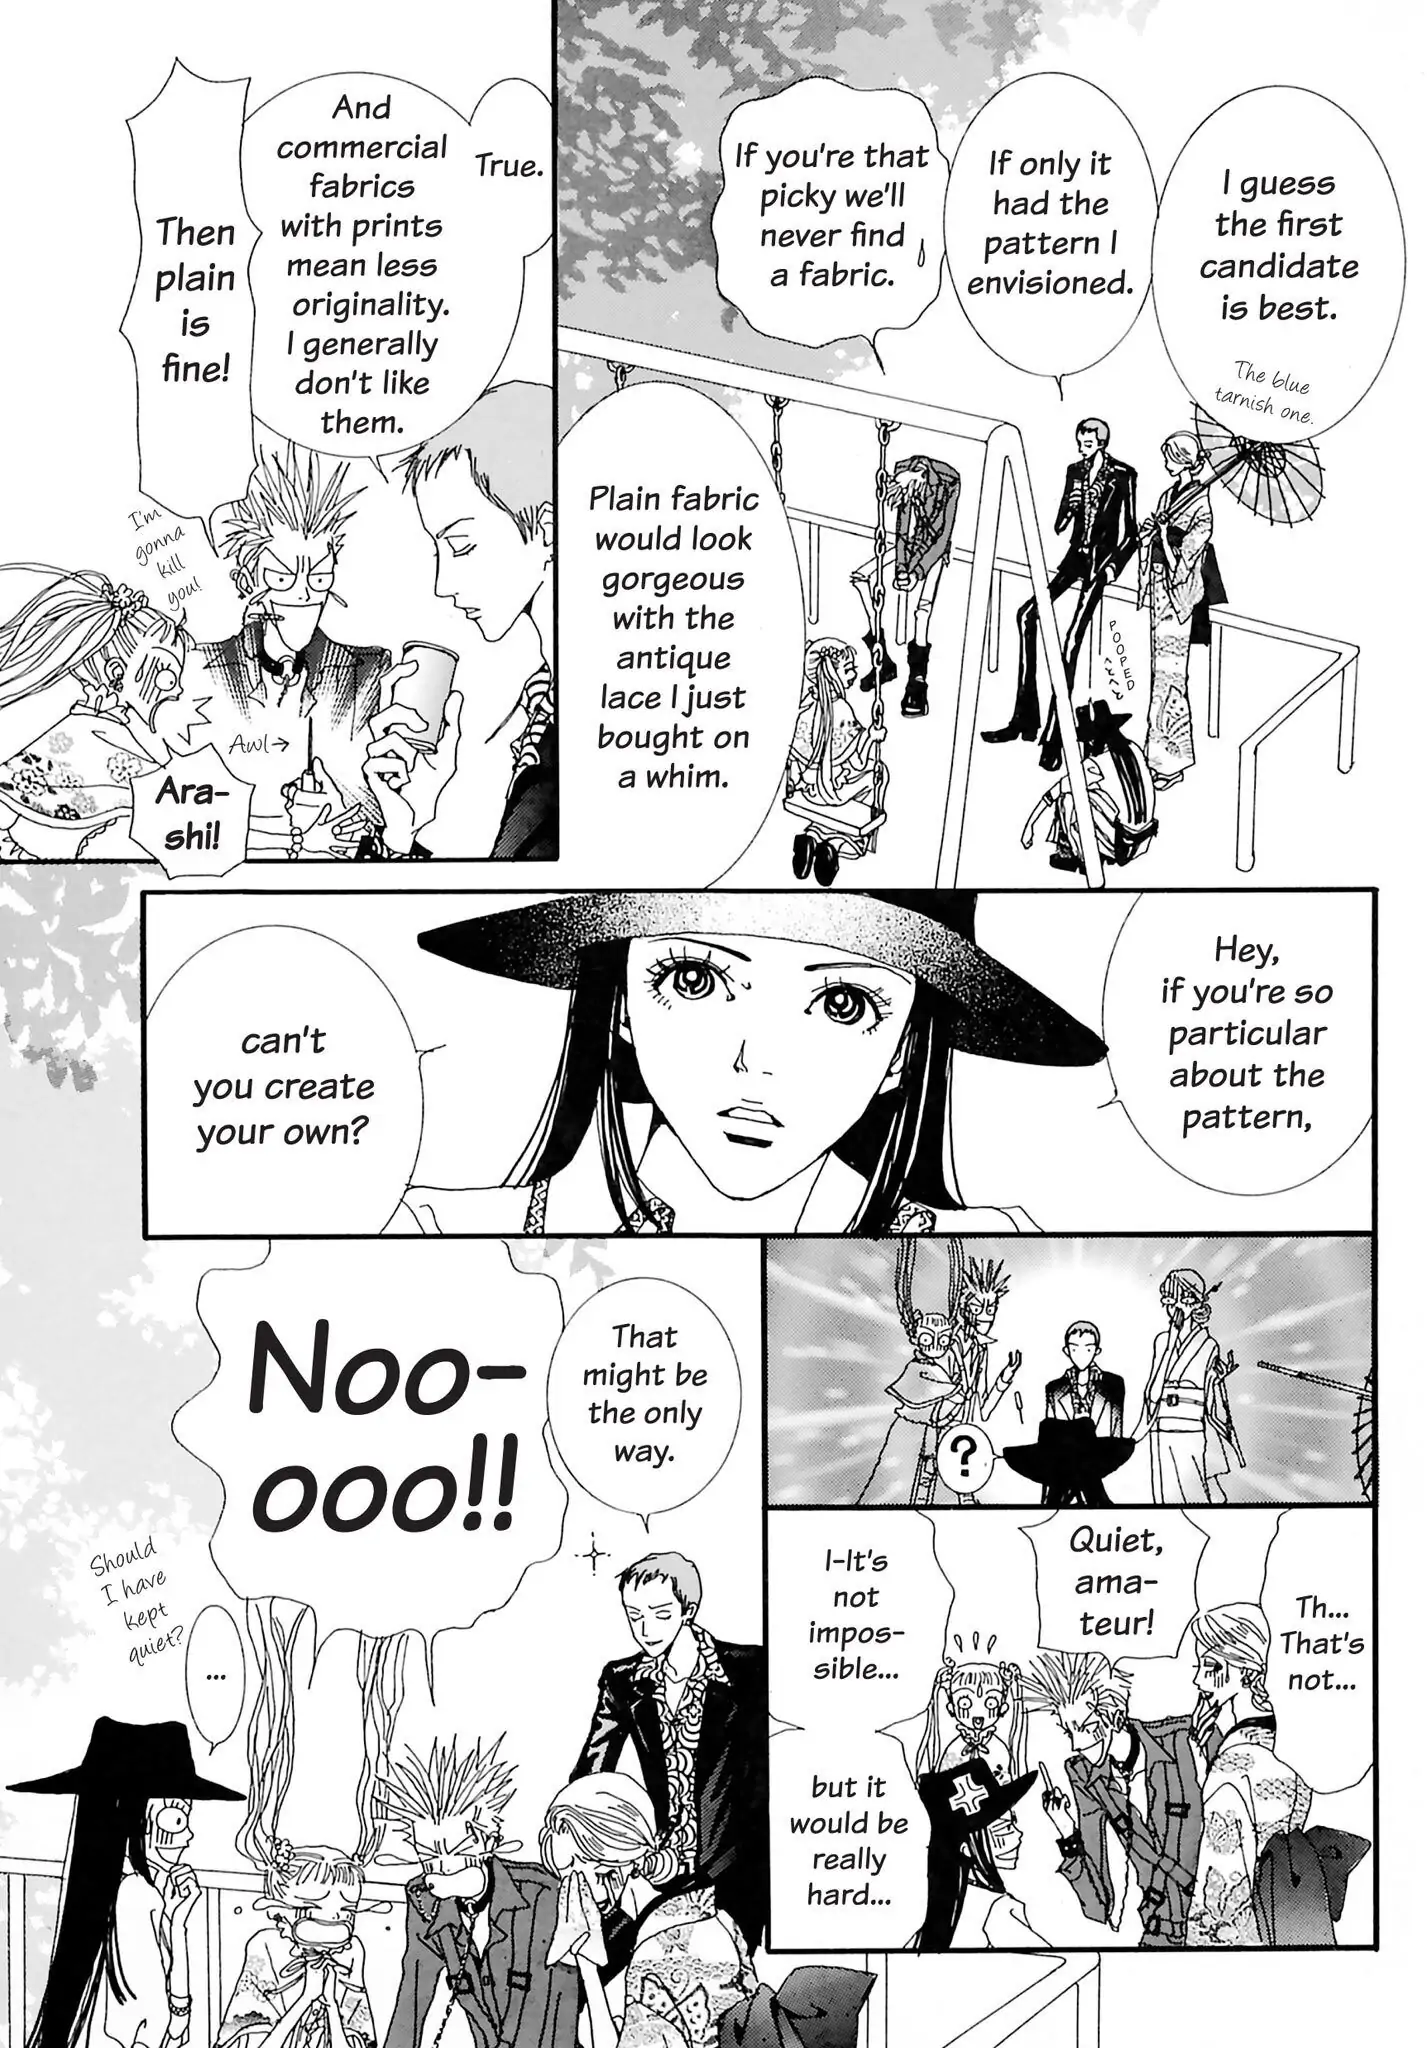 I guess
the first
candidate
is best.
The blue
tarnish one.
If only it
had the
pattern I
envisioned.
If you're that
picky we'll
never find
a fabric.
POOPED
へとへと
Plain fabric
would look
gorgeous
with the
antique
lace I just
bought on
a whim.
True.
And
commercial
fabrics
with prints
mean less
originality.
I generally
don't like
them.
Then
plain
is
fine!
I'm
gonna
kill
you!
Awl→
Ara-
shi!
Hey,
if you're so
particular
about the
pattern,
can't
you create
your own?
?
Th...
That's
not...
Quiet,
ama-
teur!
I-It's
not
impos-
sible...
but it
would be
really
hard...
That
might be
the only
way.
Noo-
ooo!!
...
Should
I have
kept
quiet?